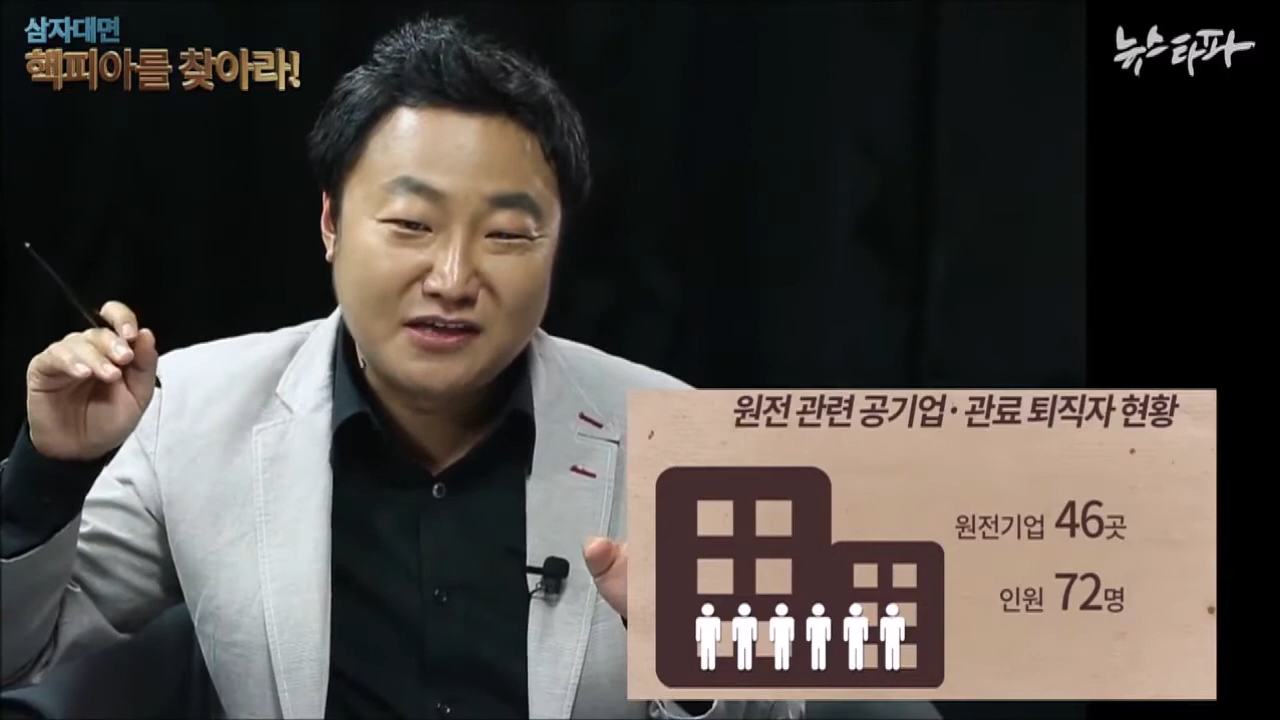 삼자대면
핵피아를 찾아라!
뉴스타파
원전 관련 공기업·관료 퇴직자 현황
원전기업 46곳
인원 72명